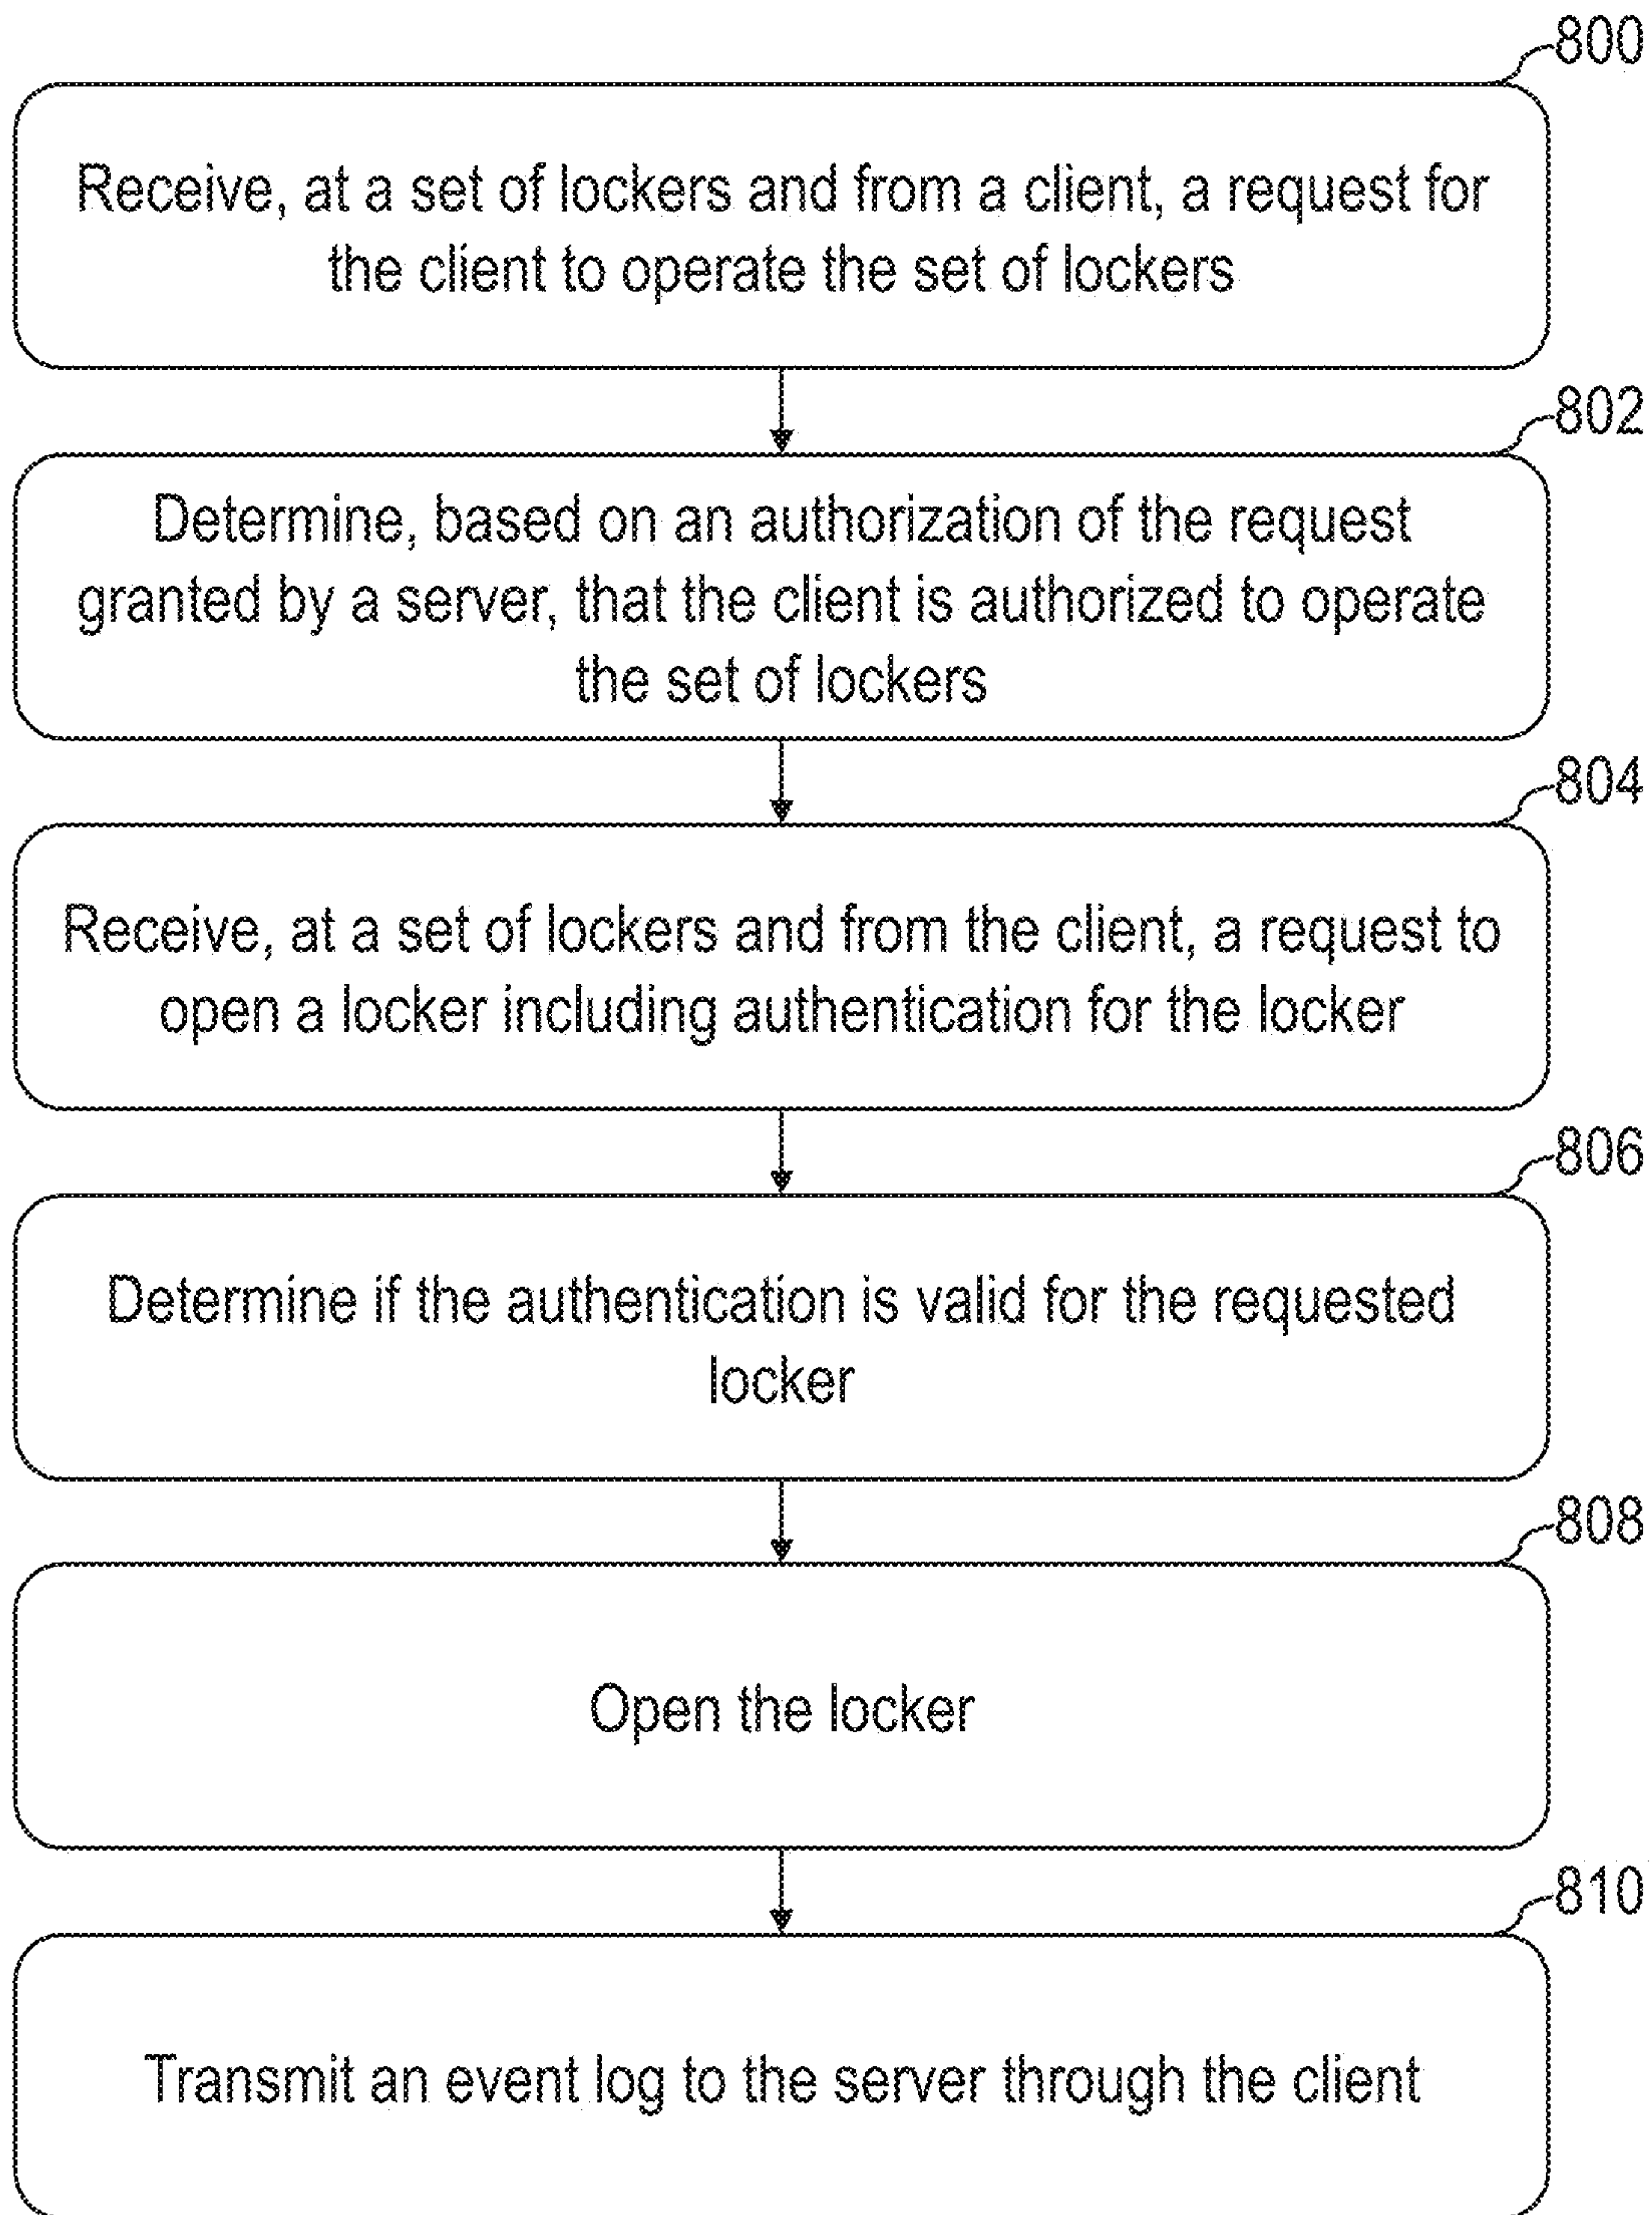 800
Receive, at a set of lockers and from a client, a request for
the client to operate the set of lockers
802
Determine, based on an authorization of the request
granted by a server, that the client is authorized to operate
the set of lockers
804
Receive, at a set of lockers and from the client, a request to
open a locker including authentication for the locker
806
Determine if the authentication is valid for the requested
locker
808
Open the locker
810
Transmit an event log to the server through the client